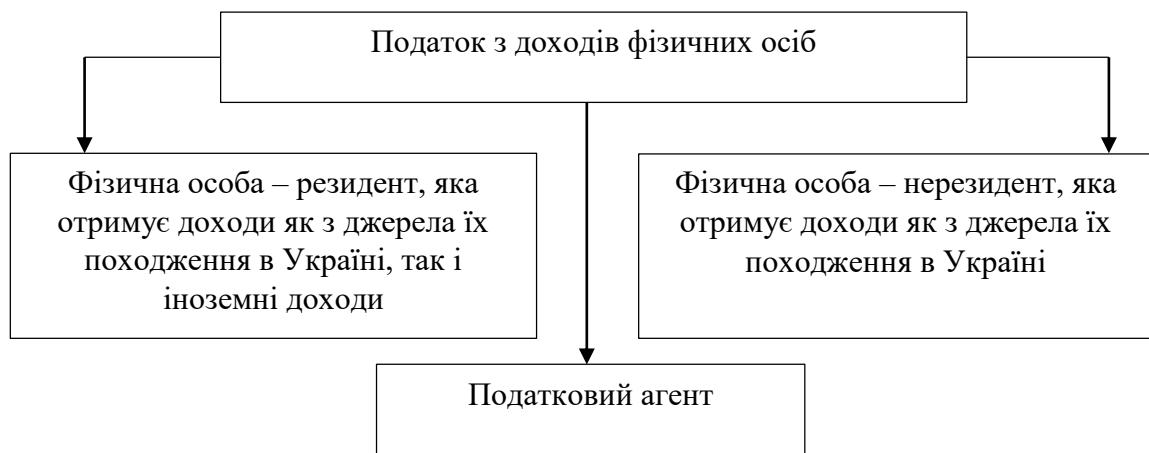 Податок з доходів фізичних осіб
Фізична особа – резидент, яка
отримує доходи як з джерела їх
походження в Україні, так і
іноземні доходи
Фізична особа – нерезидент, яка
отримує доходи як з джерела їх
походження в Україні
Податковий агент